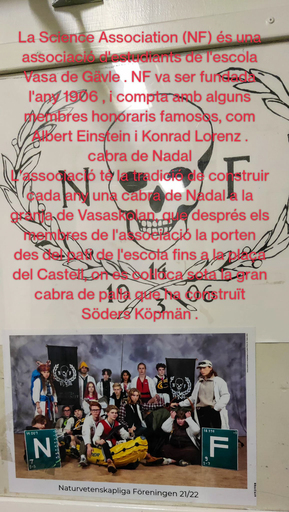 La Science Association (NF) és una
associació d'estudiants de l'escola
Vasa de Gävle . NF va ser fundada
l'any 1906 , i compta amb alguns
membres honoraris famosos, com
Albert Einstein i Konrad Lorenz .
cabra de Nadal
L'associació té la tradició de construir
cada any una cabra de Nadal a la
granja de Vasaskolan, que després els
membres de l'associació la porten
des del pati de l'escola fins a la plaça
del Castell, on es col·loca sota la gran
cabra de palla que ha construït
Söders Köpmän .
N F
19 06
N
F
Naturvetenskapliga Föreningen 21/22